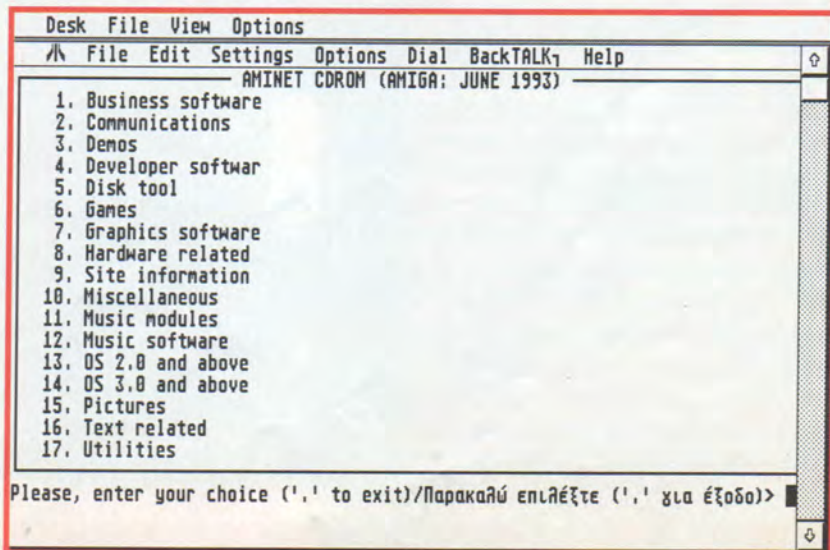 Desk File View Options
File Edit Settings Options Dial BackTALK┐ Help
AMINET CDROM (AMIGA: JUNE 1993)
1. Business software
2. Communications
3. Demos
4. Developer softwar
5. Disk tool
6. Games
7. Graphics software
8. Hardware related
9. Site information
10. Miscellaneous
11. Music modules
12. Music software
13. OS 2.0 and above
14. OS 3.0 and above
15. Pictures
16. Text related
17. Utilities
Please, enter your choice ('.' to exit)/Παρακαλώ επιλέξτε ('.' για έξοδο)>